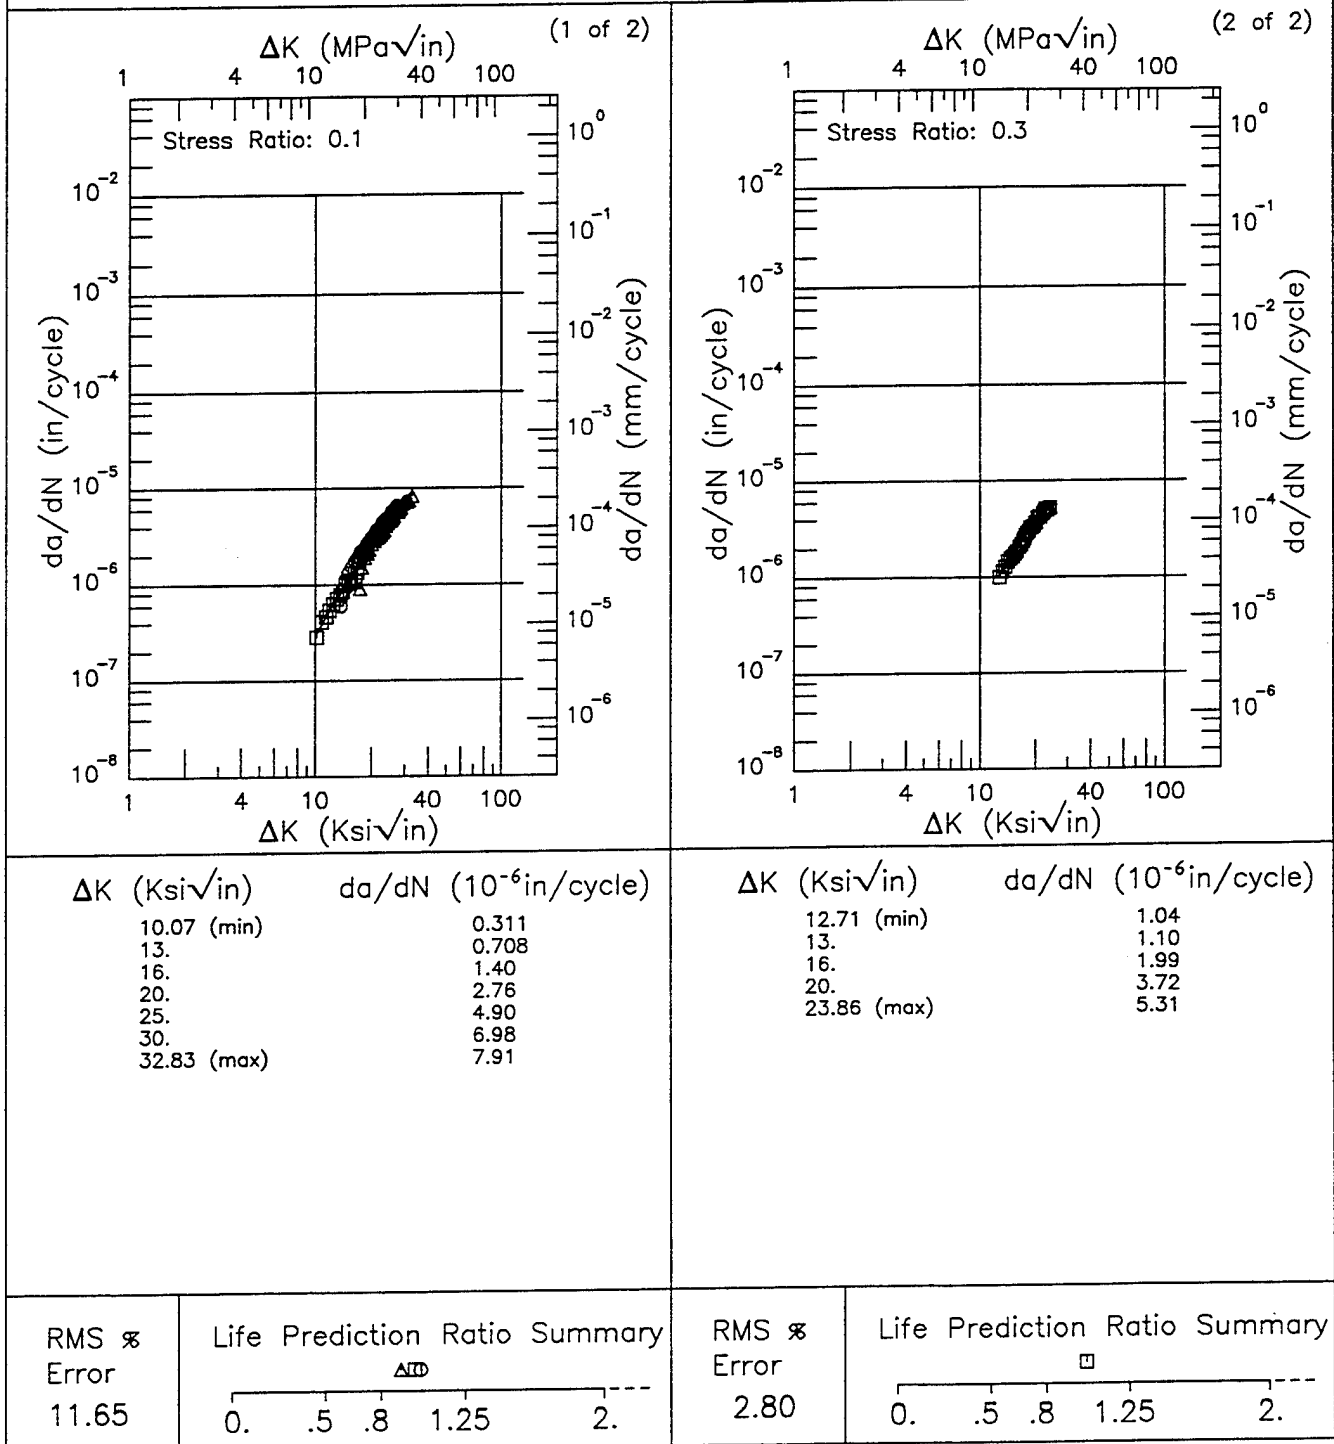 (1 of 2)
ΔK (MPa√in)
1 4 10 40 100
Stress Ratio: 0.1
10⁰
10⁻²
10⁻¹
10⁻³
10⁻²
10⁻⁴
10⁻³
10⁻⁵
10⁻⁴
10⁻⁶
10⁻⁵
10⁻⁷
10⁻⁶
10⁻⁸
da/dN (in/cycle)
da/dN (mm/cycle)
1 4 10 40 100
ΔK (Ksi√in)
ΔK (Ksi√in) da/dN (10⁻⁶in/cycle)
10.07 (min) 0.311
13. 0.708
16. 1.40
20. 2.76
25. 4.90
30. 6.98
32.83 (max) 7.91
RMS %
Error
11.65
Life Prediction Ratio Summary
0. .5 .8 1.25 2.
(2 of 2)
ΔK (MPa√in)
1 4 10 40 100
Stress Ratio: 0.3
10⁰
10⁻²
10⁻¹
10⁻³
10⁻²
10⁻⁴
10⁻³
10⁻⁵
10⁻⁴
10⁻⁶
10⁻⁵
10⁻⁷
10⁻⁶
10⁻⁸
da/dN (in/cycle)
da/dN (mm/cycle)
1 4 10 40 100
ΔK (Ksi√in)
ΔK (Ksi√in) da/dN (10⁻⁶in/cycle)
12.71 (min) 1.04
13. 1.10
16. 1.99
20. 3.72
23.86 (max) 5.31
RMS %
Error
2.80
Life Prediction Ratio Summary
0. .5 .8 1.25 2.